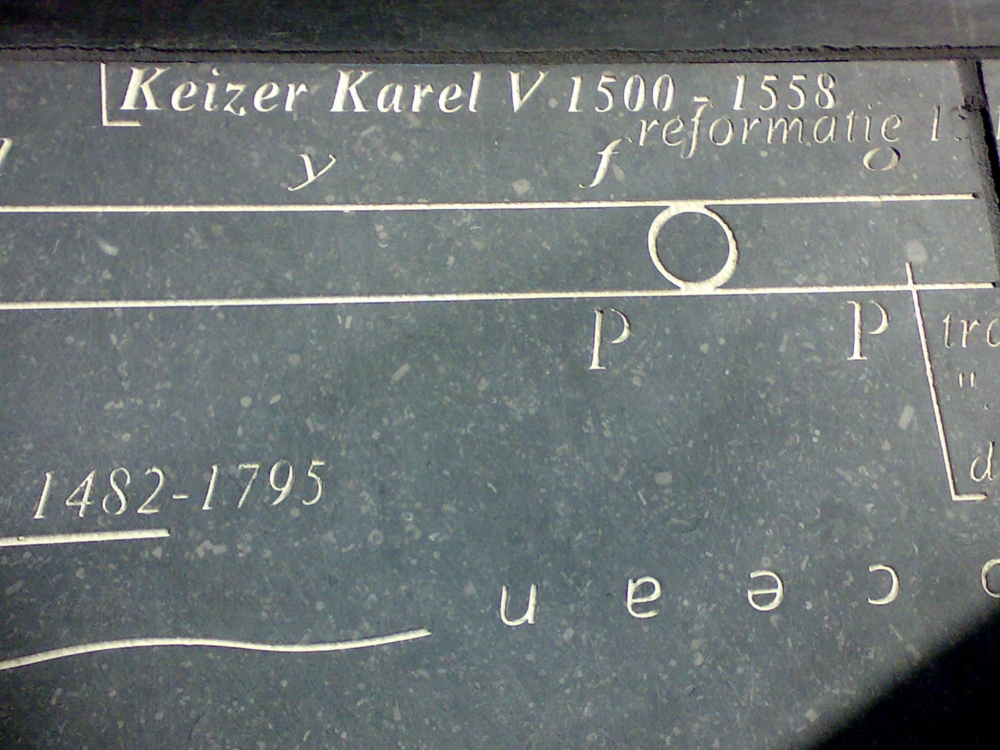 Keizer Karel V 1500 - 1558
reformatie
y f g
P P
1482-1795
n a e c